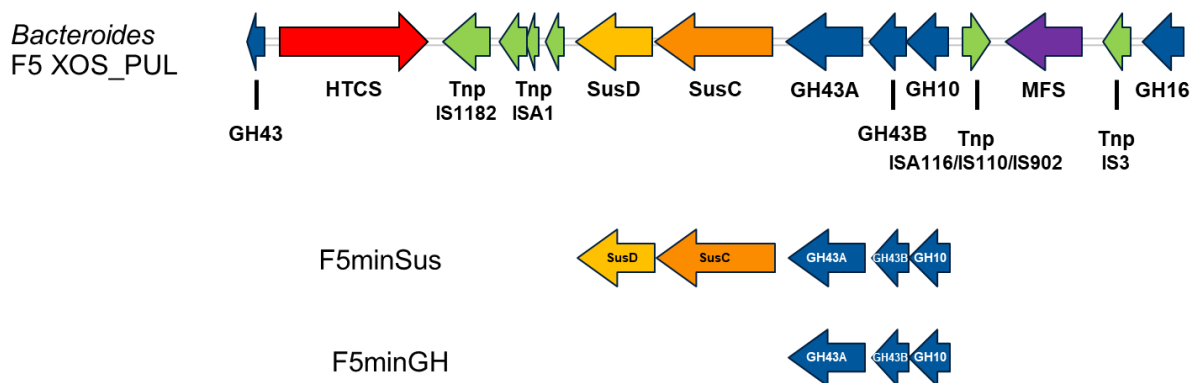 Bacteroides
F5 XOS_PUL
HTCS
Tnp
IS1182
Tnp
ISA1
SusD
SusC
GH43A
GH10
MFS
GH16
GH43
GH43B
Tnp
ISA116/IS110/IS902
Tnp
IS3
F5minSus
SusD
SusC
GH43A
GH43B
GH10
F5minGH
GH43A
GH43B
GH10